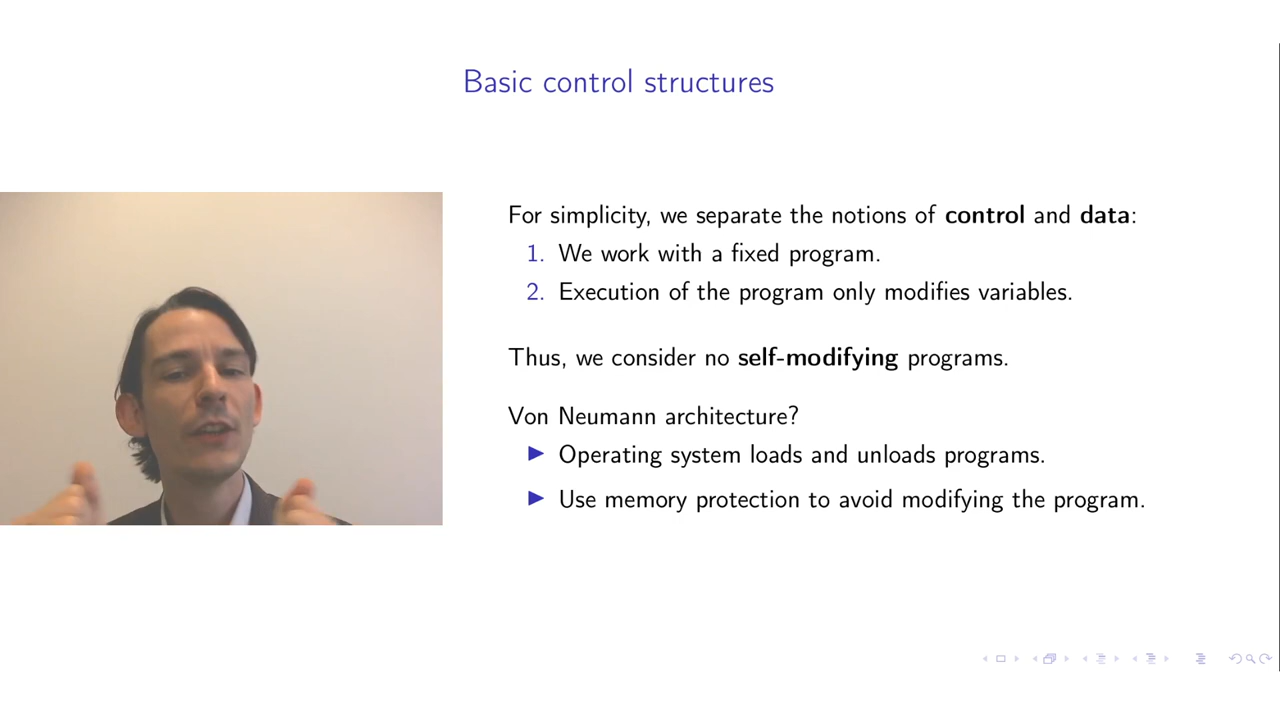 Basic control structures
For simplicity, we separate the notions of control and data:
1. We work with a fixed program.
2. Execution of the program only modifies variables.
Thus, we consider no self-modifying programs.
Von Neumann architecture?
▶ Operating system loads and unloads programs.
▶ Use memory protection to avoid modifying the program.